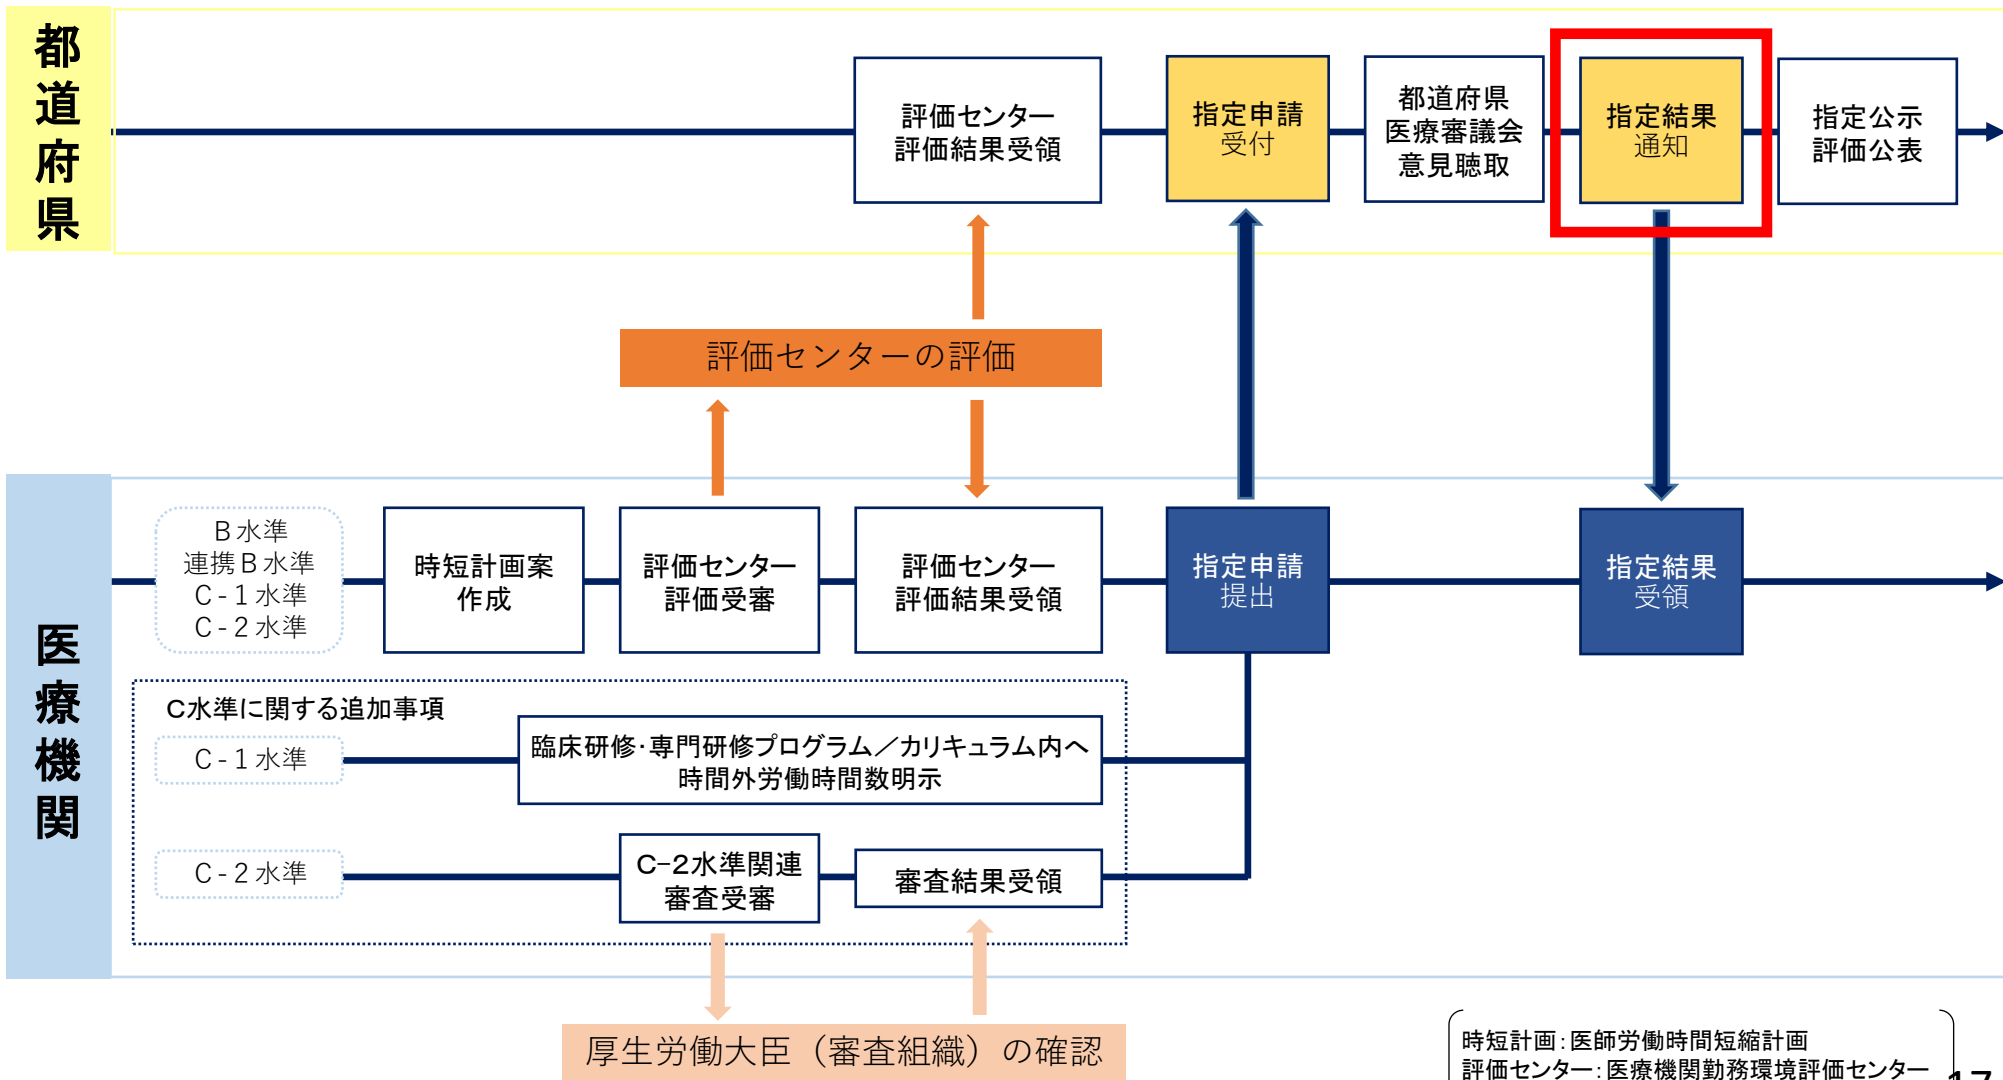 都道府県
評価センター
評価結果受領
指定申請
受付
都道府県
医療審議会
意見聴取
指定結果
通知
指定公示
評価公表
評価センターの評価
医療機関
B水準
連携B水準
C-1水準
C-2水準
時短計画案
作成
評価センター
評価受審
評価センター
評価結果受領
指定申請
提出
指定結果
受領
C水準に関する追加事項
C-1水準
臨床研修・専門研修プログラム／カリキュラム内へ
時間外労働時間数明示
C-2水準
C-2水準関連
審査受審
審査結果受領
厚生労働大臣（審査組織）の確認
時短計画：医師労働時間短縮計画
評価センター：医療機関勤務環境評価センター
17